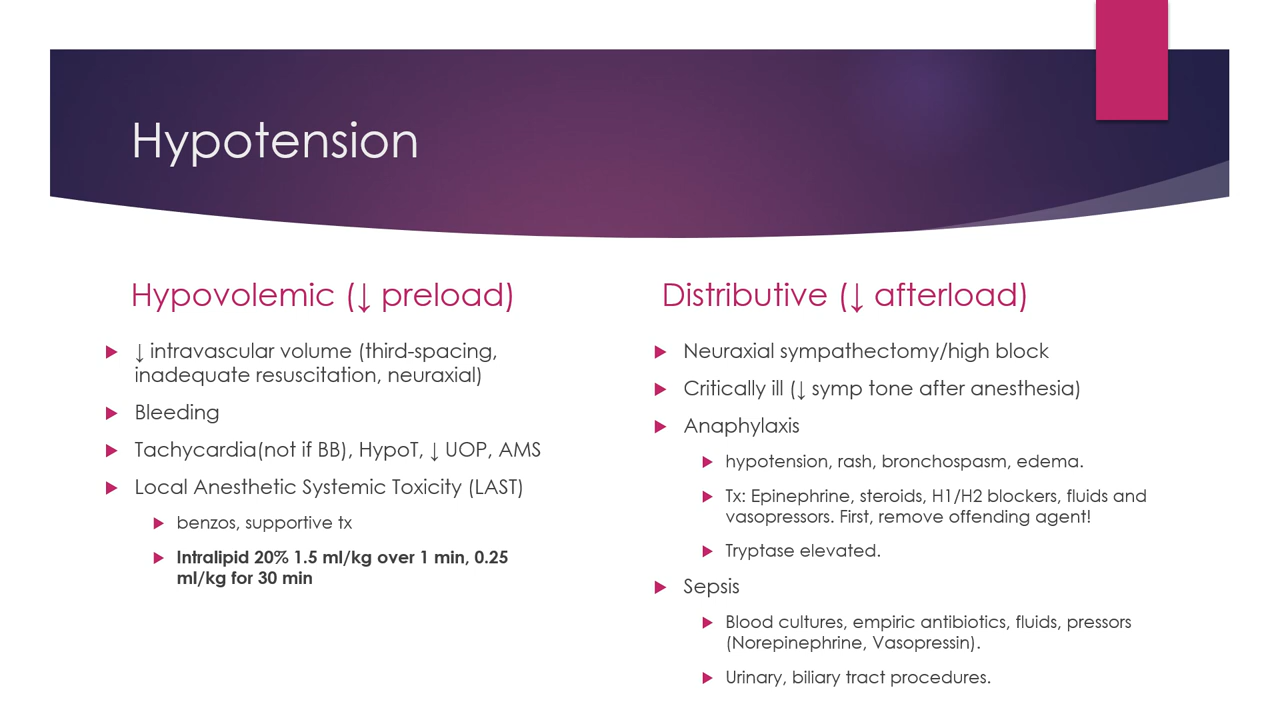 Hypotension
Hypovolemic (↓ preload)
↓ intravascular volume (third-spacing,
inadequate resuscitation, neuraxial)
Bleeding
Tachycardia(not if BB), HypoT, ↓ UOP, AMS
Local Anesthetic Systemic Toxicity (LAST)
benzos, supportive tx
Intralipid 20% 1.5 ml/kg over 1 min, 0.25
ml/kg for 30 min
Distributive (↓ afterload)
Neuraxial sympathectomy/high block
Critically ill (↓ symp tone after anesthesia)
Anaphylaxis
hypotension, rash, bronchospasm, edema.
Tx: Epinephrine, steroids, H1/H2 blockers, fluids and
vasopressors. First, remove offending agent!
Tryptase elevated.
Sepsis
Blood cultures, empiric antibiotics, fluids, pressors
(Norepinephrine, Vasopressin).
Urinary, biliary tract procedures.